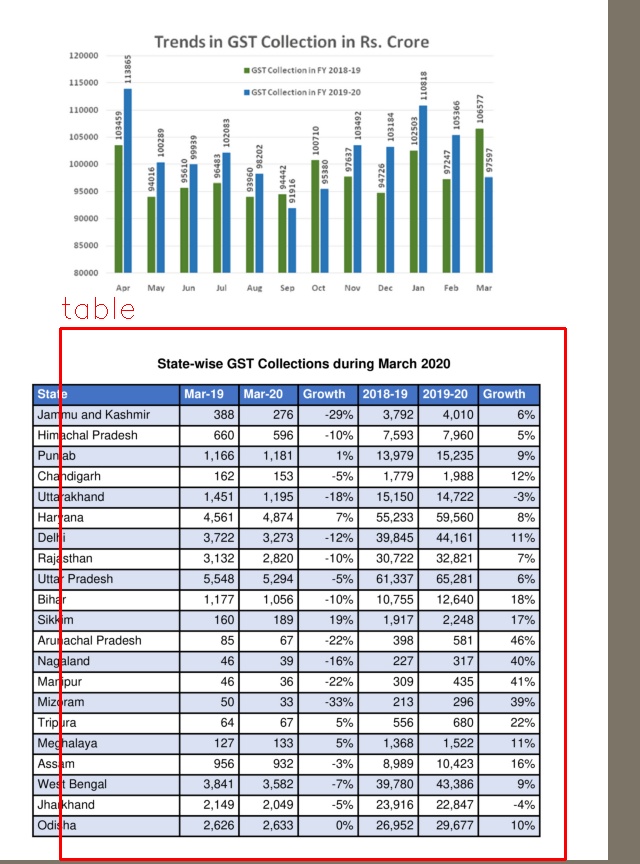 Trends in GST Collection in Rs. Crore
120000
115000
110000
105000
100000
95000
90000
85000
80000
GST Collection in FY 2018-19
GST Collection in FY 2019-20
103459 113865
94016 100289
95610 99939
96483 102083
93960 98202
94442 91916
100710 95380
97637 103492
94726 103184
102503 110818
97247 105366
106577 97597
Apr May Jun Jul Aug Sep Oct Nov Dec Jan Feb Mar
table
State-wise GST Collections during March 2020
State Mar-19 Mar-20 Growth 2018-19 2019-20 Growth
Jammu and Kashmir 388 276 -29% 3,792 4,010 6%
Himachal Pradesh 660 596 -10% 7,593 7,960 5%
Punjab 1,166 1,181 1% 13,979 15,235 9%
Chandigarh 162 153 -5% 1,779 1,988 12%
Uttarakhand 1,451 1,195 -18% 15,150 14,722 -3%
Haryana 4,561 4,874 7% 55,233 59,560 8%
Delhi 3,722 3,273 -12% 39,845 44,161 11%
Rajasthan 3,132 2,820 -10% 30,722 32,821 7%
Uttar Pradesh 5,548 5,294 -5% 61,337 65,281 6%
Bihar 1,177 1,056 -10% 10,755 12,640 18%
Sikkim 160 189 19% 1,917 2,248 17%
Arunachal Pradesh 85 67 -22% 398 581 46%
Nagaland 46 39 -16% 227 317 40%
Manipur 46 36 -22% 309 435 41%
Mizoram 50 33 -33% 213 296 39%
Tripura 64 67 5% 556 680 22%
Meghalaya 127 133 5% 1,368 1,522 11%
Assam 956 932 -3% 8,989 10,423 16%
West Bengal 3,841 3,582 -7% 39,780 43,386 9%
Jharkhand 2,149 2,049 -5% 23,916 22,847 -4%
Odisha 2,626 2,633 0% 26,952 29,677 10%